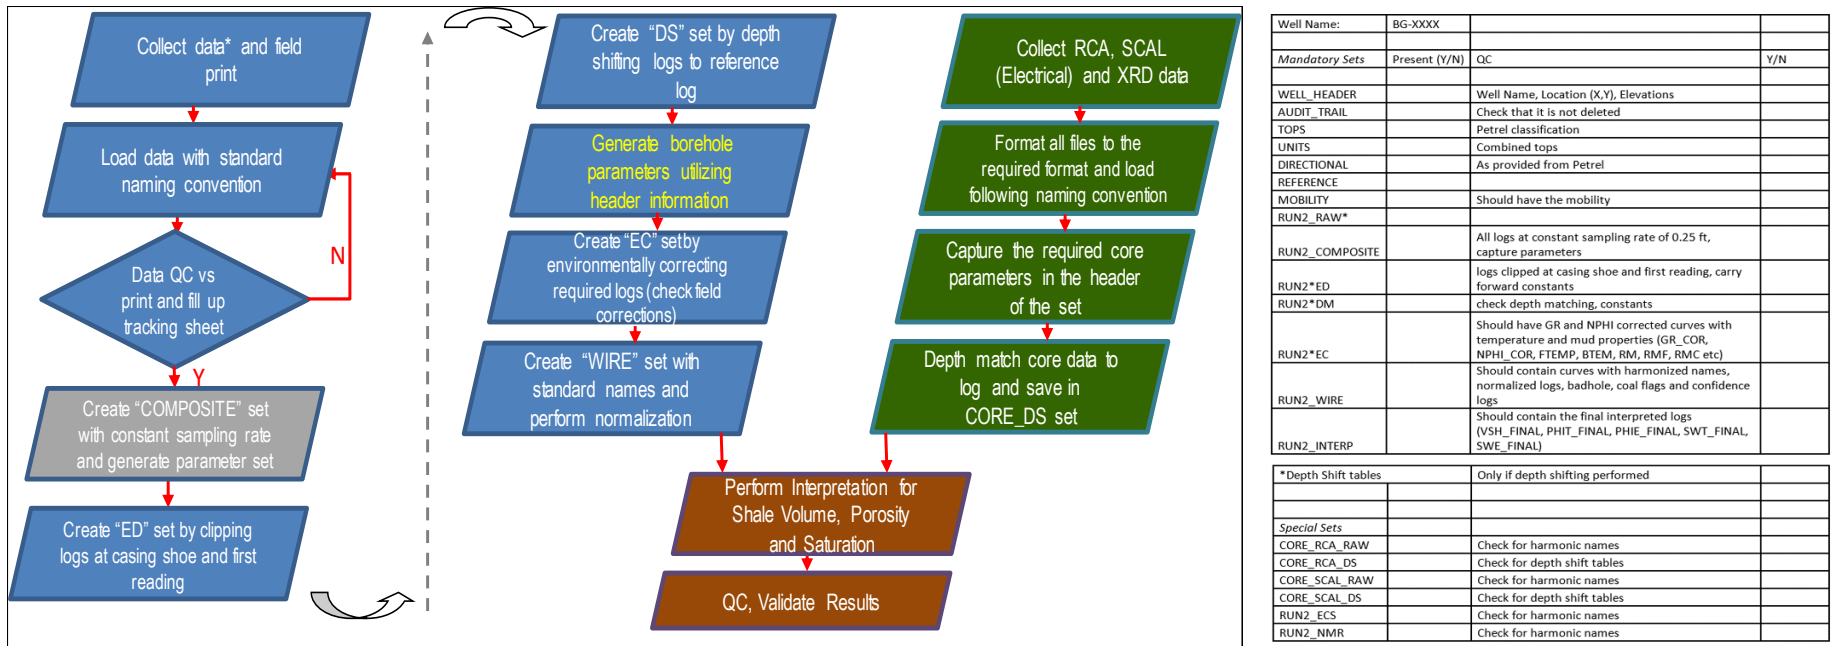 Collect data* and field
print
Load data with standard
naming convention
N
Data QC vs
print and fill up
tracking sheet
Y
Create “COMPOSITE” set
with constant sampling rate
and generate parameter set
Create “ED” set by clipping
logs at casing shoe and first
reading
Create “DS” set by depth
shifting logs to reference
log
Generate borehole
parameters utilizing
header information
Create “EC” set by
environmentally correcting
required logs (check field
corrections)
Create “WIRE” set with
standard names and
perform normalization
Collect RCA, SCAL
(Electrical) and XRD data
Format all files to the
required format and load
following naming convention
Capture the required core
parameters in the header
of the set
Depth match core data to
log and save in
CORE_DS set
Perform Interpretation for
Shale Volume, Porosity
and Saturation
QC, Validate Results
Well Name: BG-XXXX
Mandatory Sets Present (Y/N) QC Y/N
WELL_HEADER Well Name, Location (X,Y), Elevations
AUDIT_TRAIL Check that it is not deleted
TOPS Petrel classification
UNITS Combined tops
DIRECTIONAL As provided from Petrel
REFERENCE
MOBILITY Should have the mobility
RUN2_RAW*
All logs at constant sampling rate of 0.25 ft,
RUN2_COMPOSITE capture parameters
logs clipped at casing shoe and first reading, carry
RUN2*ED forward constants
RUN2*DM check depth matching, constants
Should have GR and NPHI corrected curves with
temperature and mud properties (GR_COR,
RUN2*EC NPHI_COR, FTEMP, BTEM, RM, RMF, RMC etc)
Should contain curves with harmonized names,
normalized logs, badhole, coal flags and confidence
RUN2_WIRE logs
Should contain the final interpreted logs
(VSH_FINAL, PHIT_FINAL, PHIE_FINAL, SWT_FINAL,
RUN2_INTERP SWE_FINAL)
*Depth Shift tables Only if depth shifting performed
Special Sets
CORE_RCA_RAW Check for harmonic names
CORE_RCA_DS Check for depth shift tables
CORE_SCAL_RAW Check for harmonic names
CORE_SCAL_DS Check for depth shift tables
RUN2_ECS Check for harmonic names
RUN2_NMR Check for harmonic names